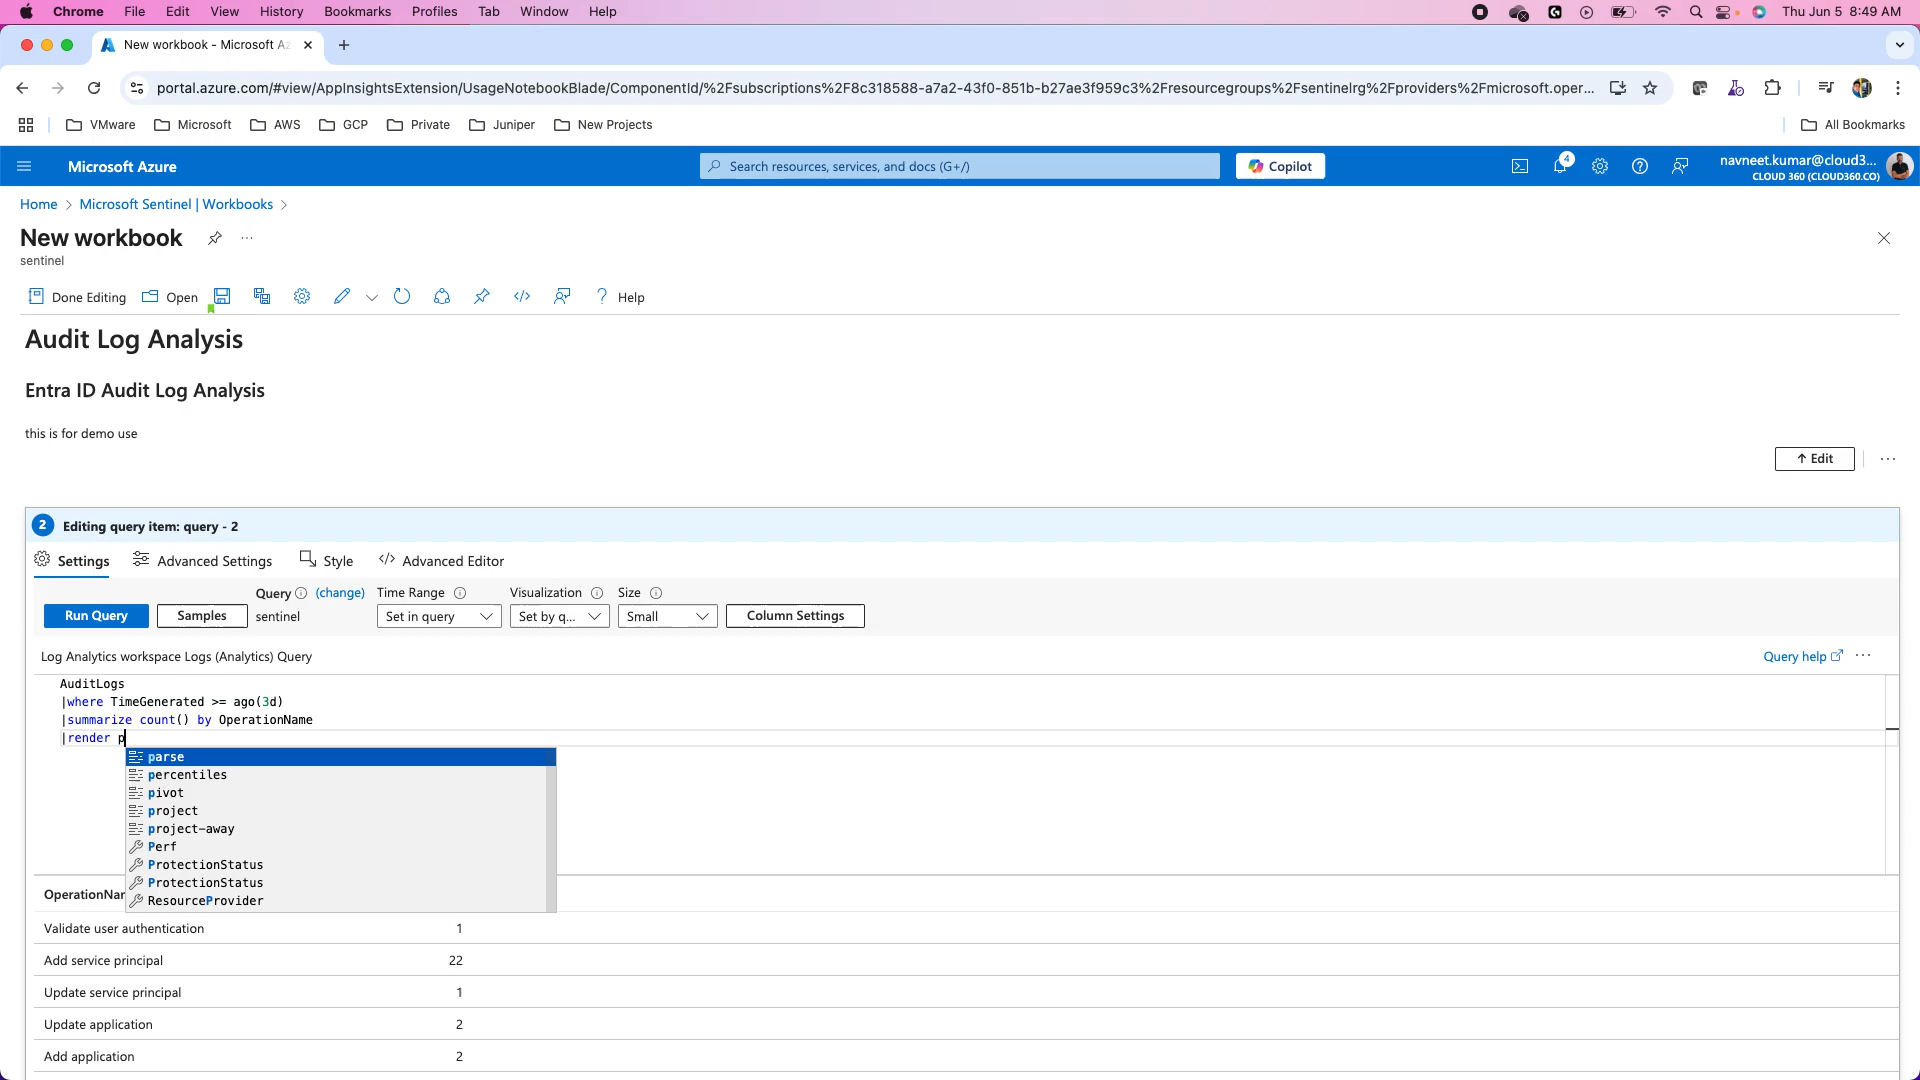 Chrome File Edit View History Bookmarks Profiles Tab Window Help Thu Jun 5 8:49 AM
New workbook - Microsoft Az
portal.azure.com/#view/AppInsightsExtension/UsageNotebookBlade/ComponentId/%2Fsubscriptions%2F8c318588-a7a2-43f0-851b-b27ae3f959c3%2Fresourcegroups%2Fsentinelrg%2Fproviders%2Fmicrosoft.oper...
VMware Microsoft AWS GCP Private Juniper New Projects All Bookmarks
Microsoft Azure Search resources, services, and docs (G+/) Copilot 4 navneet.kumar@cloud3...
CLOUD 360 (CLOUD360.CO)
Home > Microsoft Sentinel | Workbooks >
New workbook
sentinel
Done Editing Open Help
Audit Log Analysis
Entra ID Audit Log Analysis
this is for demo use
↑ Edit
2 Editing query item: query - 2
Settings Advanced Settings Style Advanced Editor
Query (change) Time Range Visualization Size
Run Query Samples sentinel Set in query Set by q... Small Column Settings
Log Analytics workspace Logs (Analytics) Query Query help
AuditLogs
|where TimeGenerated >= ago(3d)
|summarize count() by OperationName
|render p
parse
percentiles
pivot
project
project-away
Perf
ProtectionStatus
ProtectionStatus
ResourceProvider
OperationNam
Validate user authentication 1
Add service principal 22
Update service principal 1
Update application 2
Add application 2